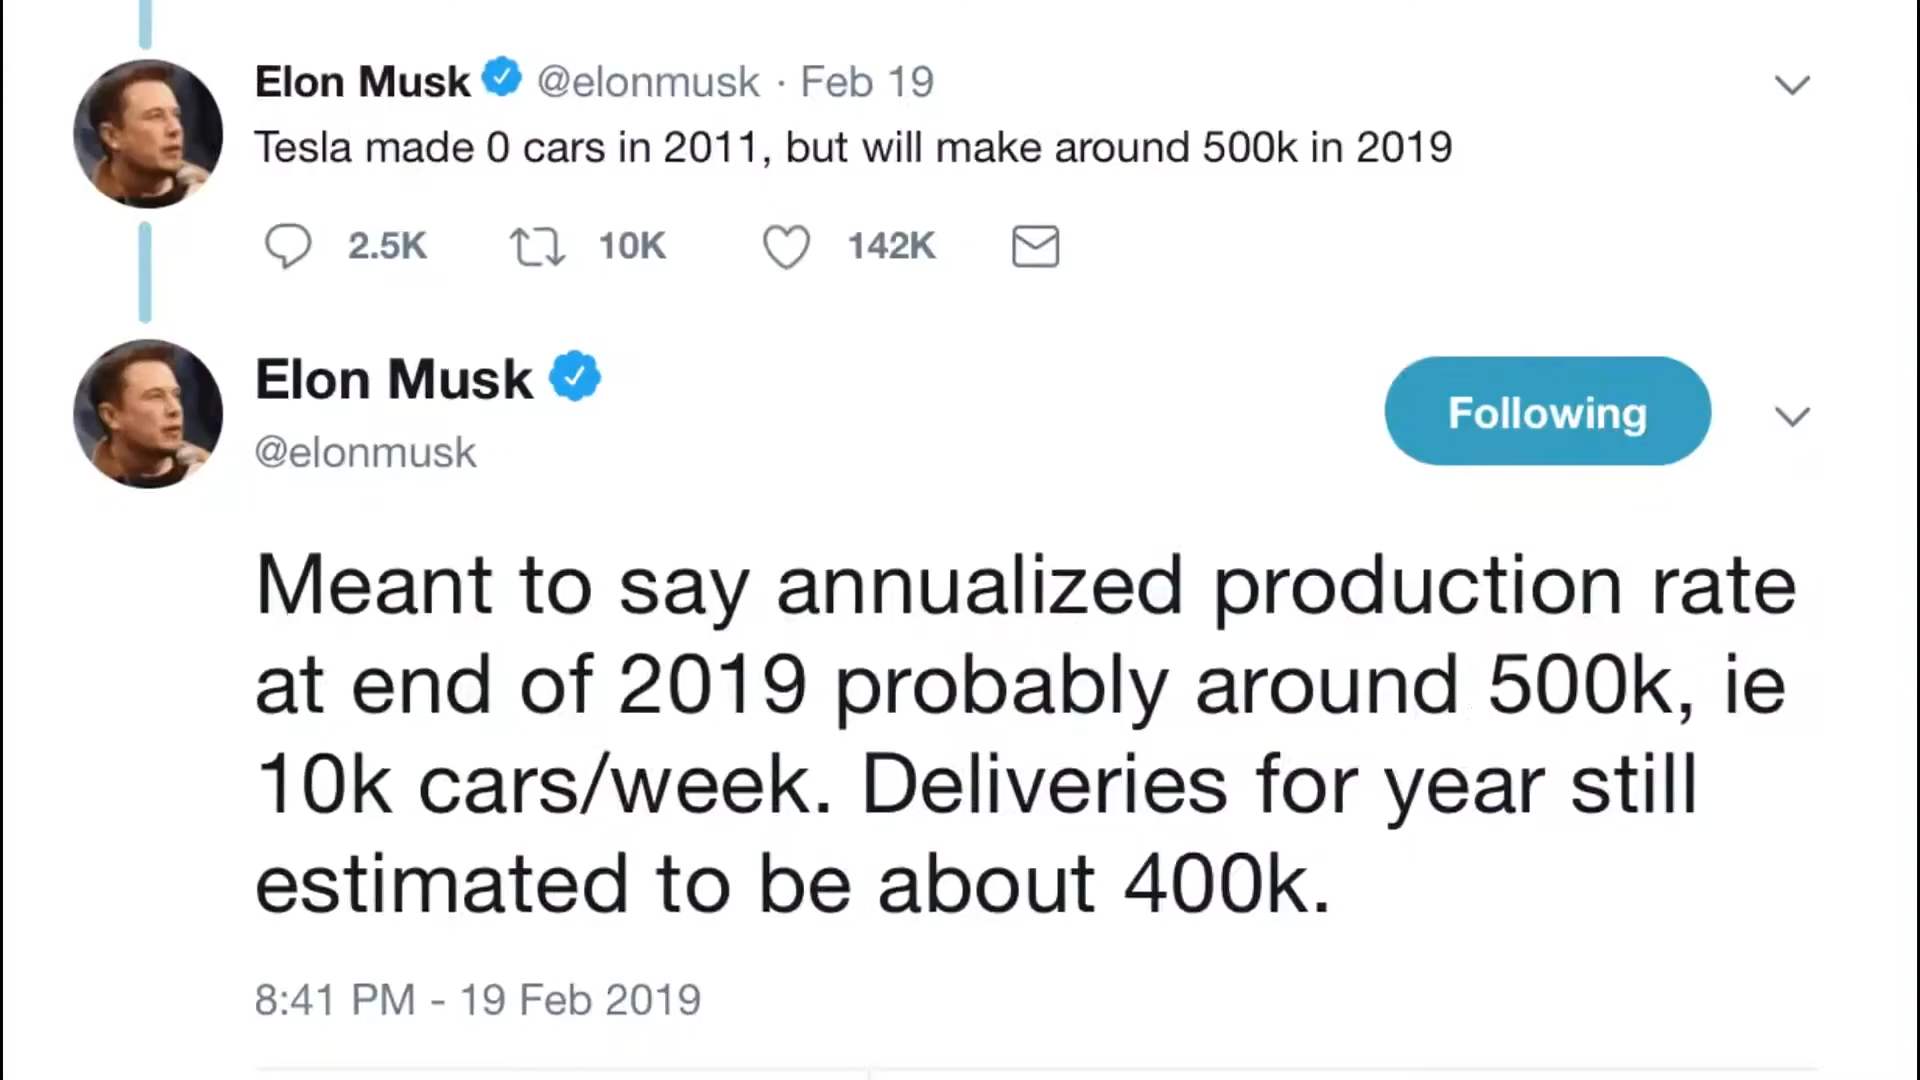 Elon Musk @elonmusk · Feb 19
Tesla made 0 cars in 2011, but will make around 500k in 2019
2.5K 10K 142K
Elon Musk
Following
@elonmusk
Meant to say annualized production rate
at end of 2019 probably around 500k, ie
10k cars/week. Deliveries for year still
estimated to be about 400k.
8:41 PM - 19 Feb 2019